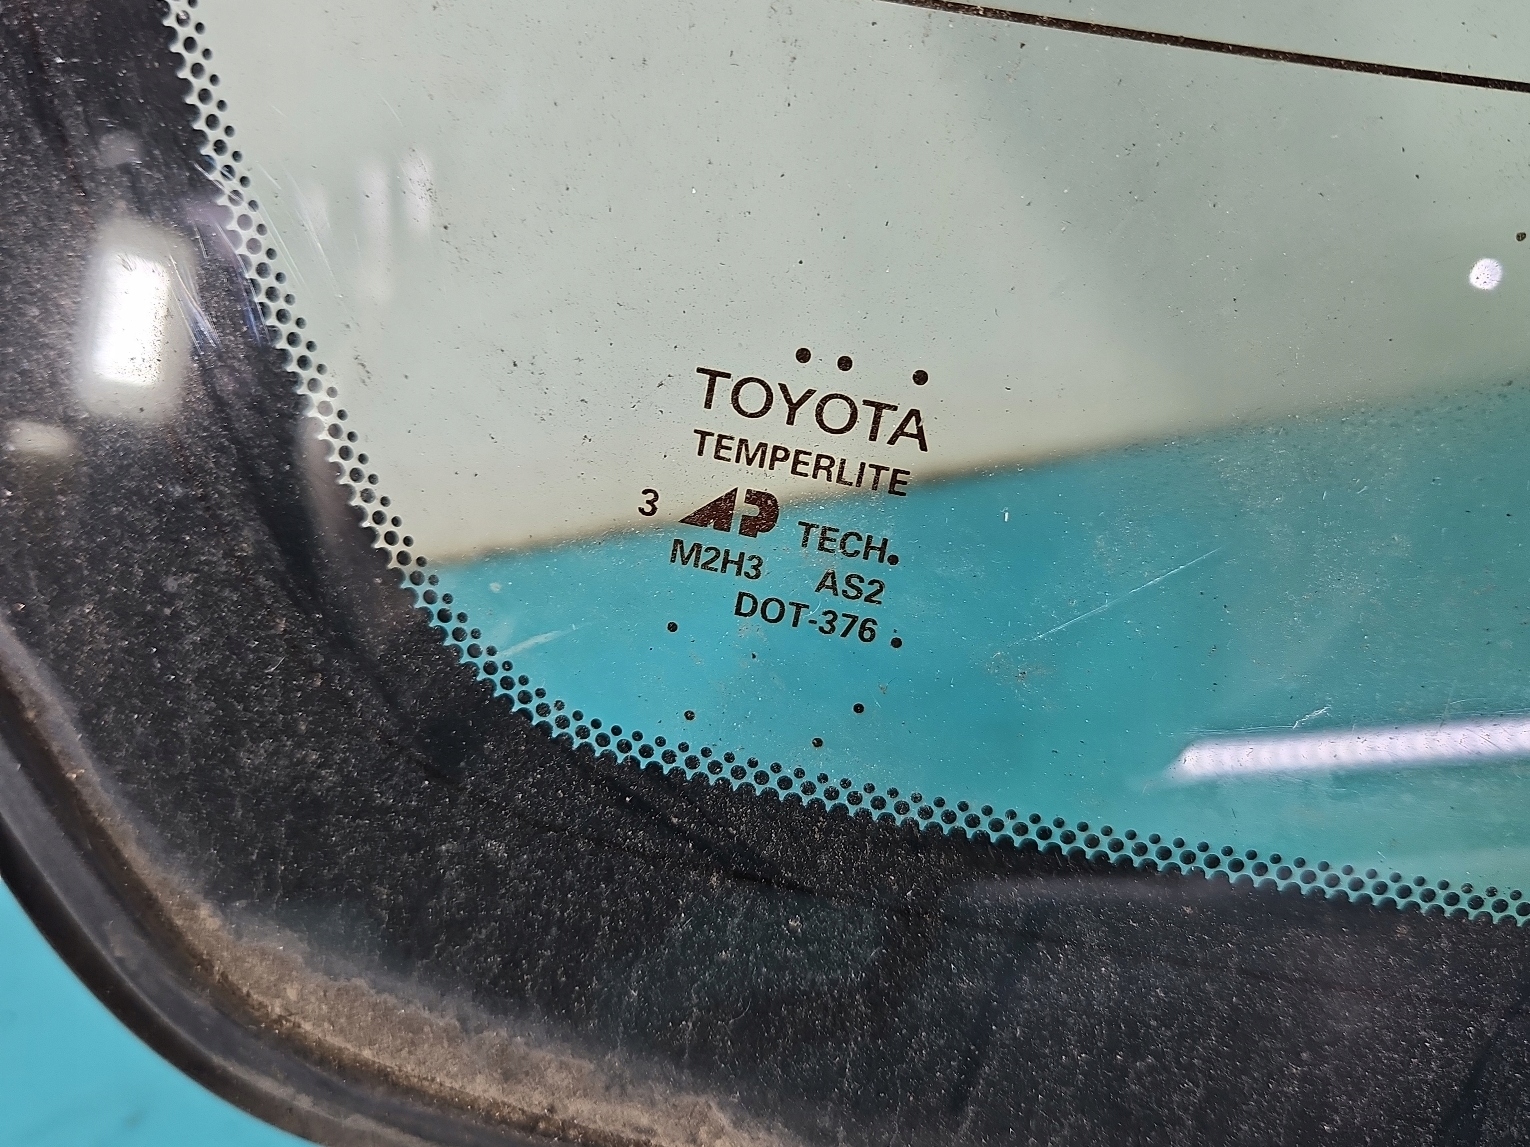 TOYOTA
TEMPERLITE
3 AP TECH.
M2H3 AS2
DOT-376